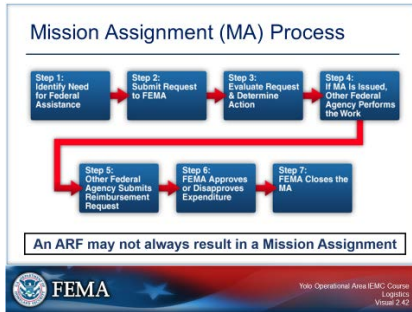 Mission Assignment (MA) Process
Step 1:
Identify Need
for Federal
Assistance
Step 2:
Submit Request
to FEMA
Step 3:
Evaluate Request
& Determine
Action
Step 4:
If MA Is Issued,
Other Federal
Agency Performs
the Work
Step 5:
Other Federal
Agency Submits
Reimbursement
Request
Step 6:
FEMA Approves
or Disapproves
Expenditure
Step 7:
FEMA Closes the
MA
An ARF may not always result in a Mission Assignment
FEMA
Yolo Operational Area IEMC Course
Logistics
Visual 2.42